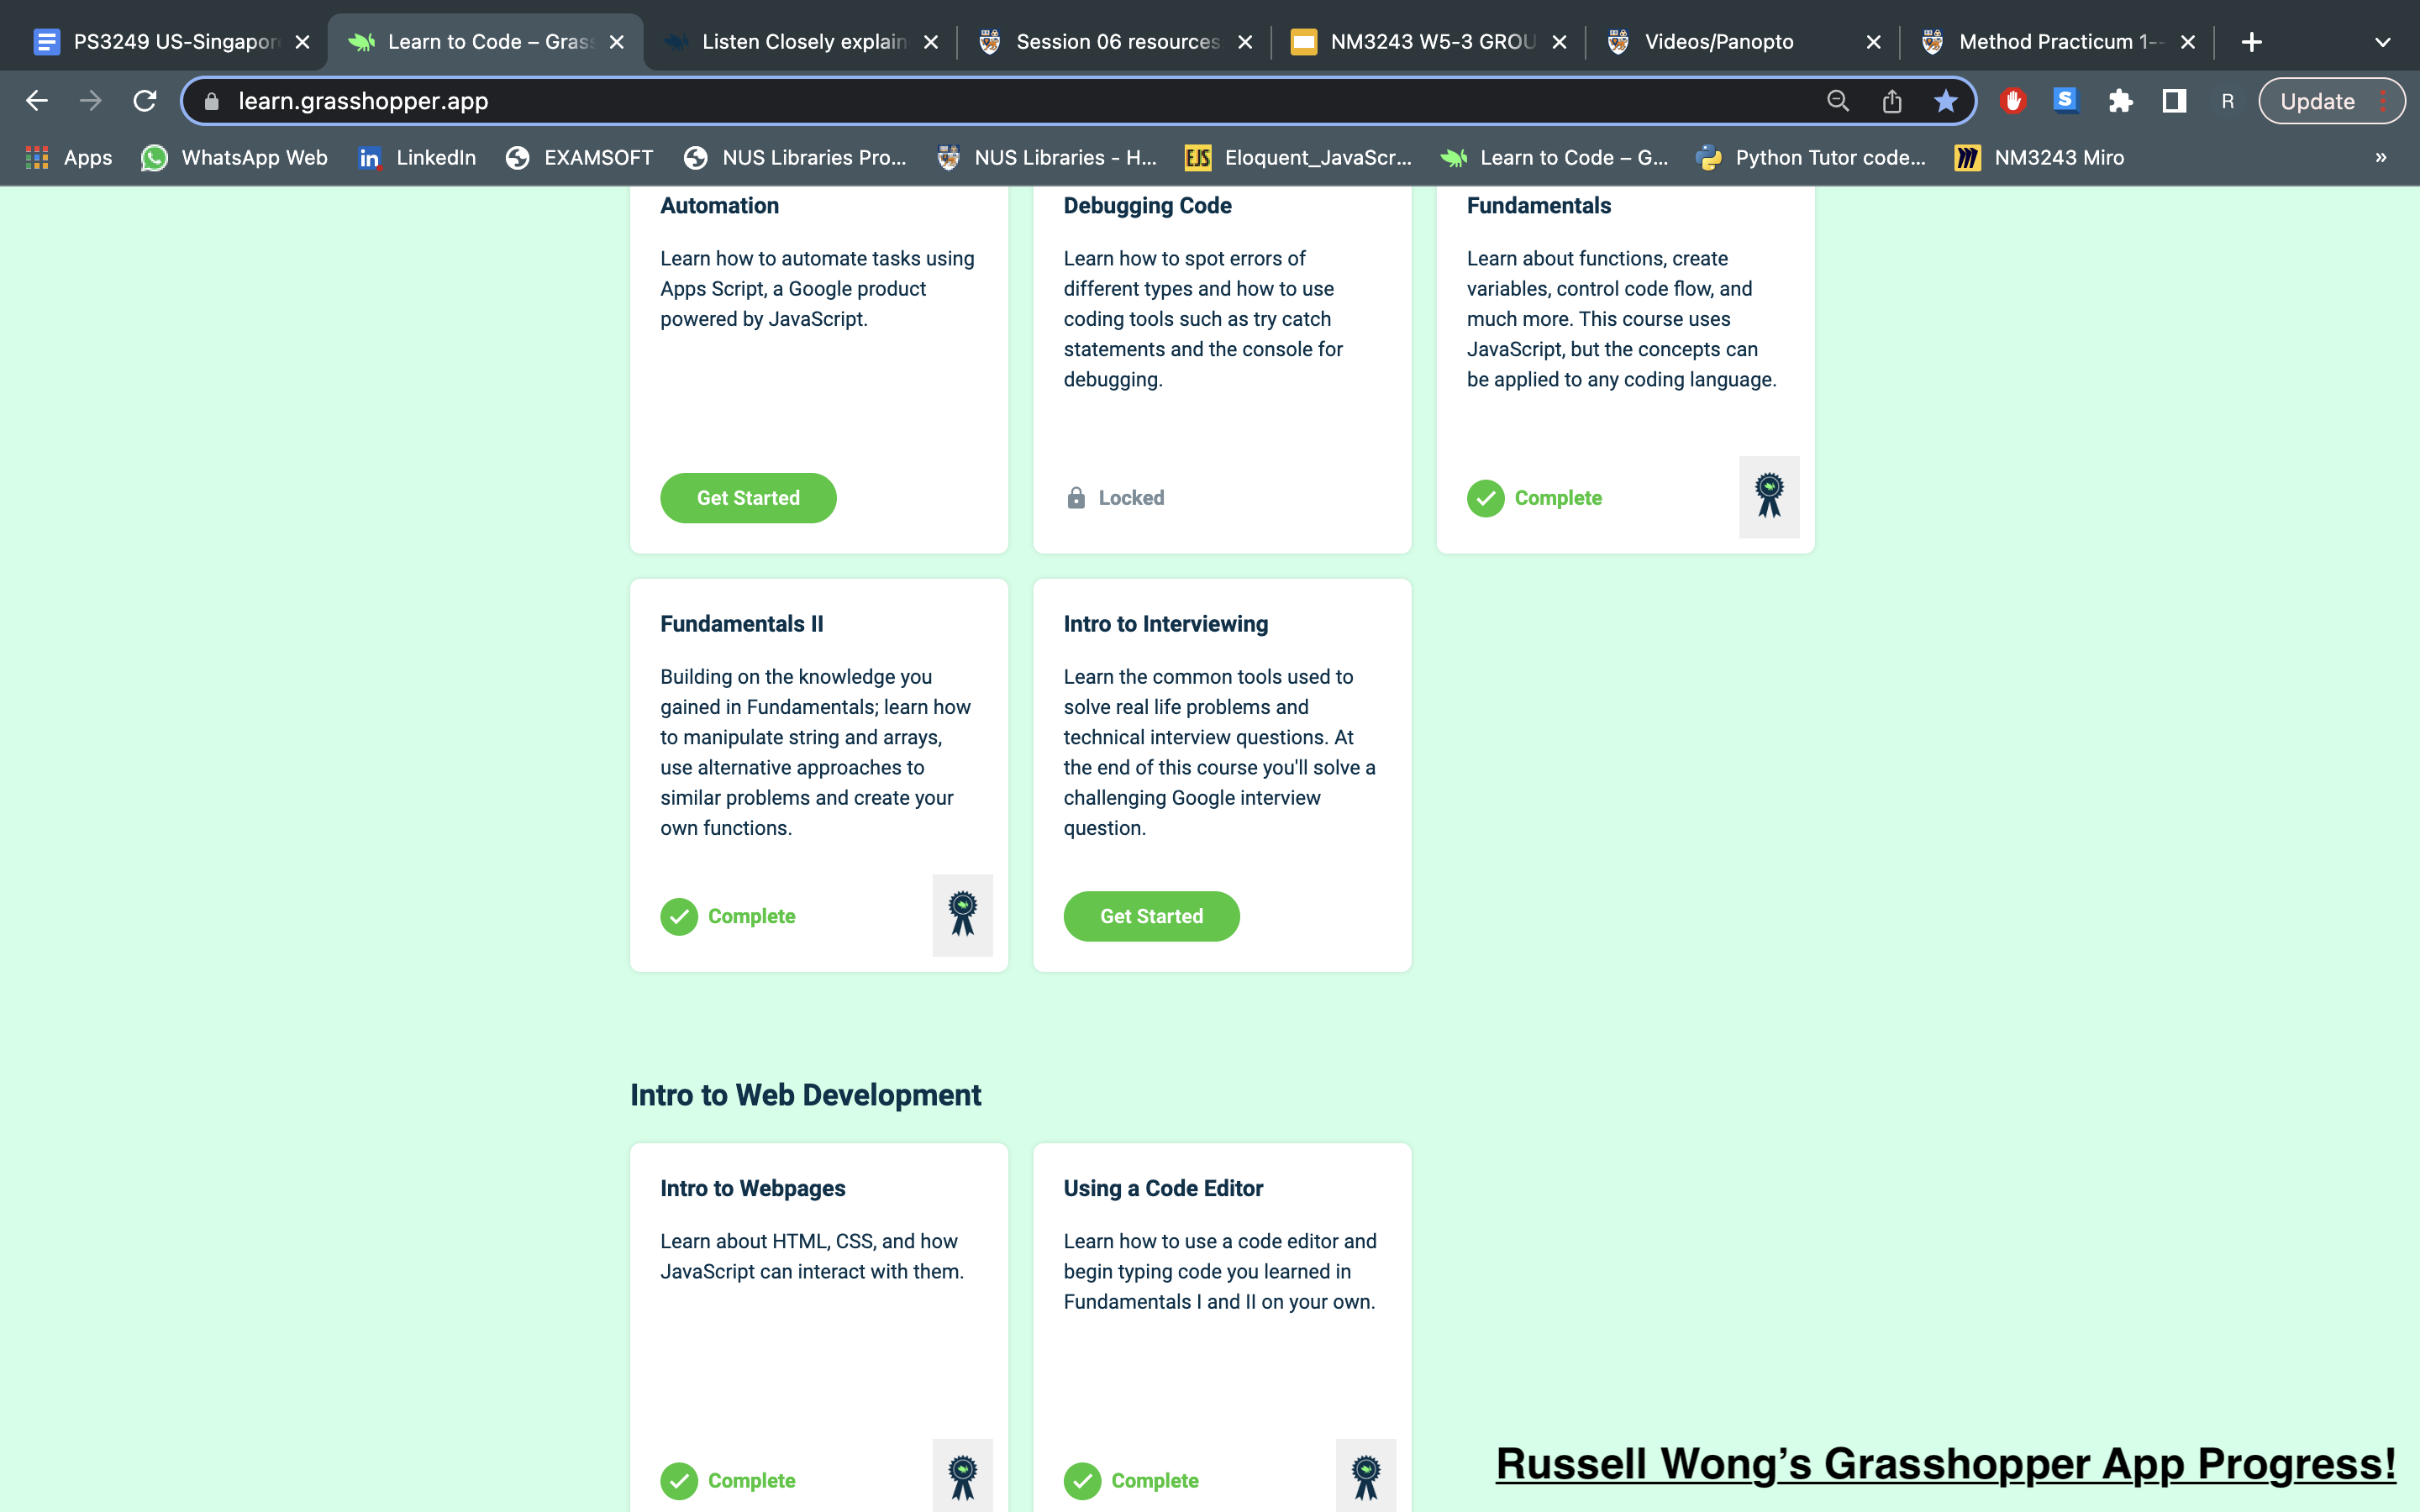 PS3249 US-Singapor
Learn to Code – Gras
Listen Closely explain
Session 06 resources
NM3243 W5-3 GROU
Videos/Panopto
Method Practicum 1-
learn.grasshopper.app
R
Update
Apps
WhatsApp Web
LinkedIn
EXAMSOFT
NUS Libraries Pro...
NUS Libraries - H...
Eloquent_JavaScr...
Learn to Code – G...
Python Tutor code...
NM3243 Miro
»
Automation
Learn how to automate tasks using
Apps Script, a Google product
powered by JavaScript.
Get Started
Debugging Code
Learn how to spot errors of
different types and how to use
coding tools such as try catch
statements and the console for
debugging.
Locked
Fundamentals
Learn about functions, create
variables, control code flow, and
much more. This course uses
JavaScript, but the concepts can
be applied to any coding language.
Complete
Fundamentals II
Building on the knowledge you
gained in Fundamentals; learn how
to manipulate string and arrays,
use alternative approaches to
similar problems and create your
own functions.
Complete
Intro to Interviewing
Learn the common tools used to
solve real life problems and
technical interview questions. At
the end of this course you'll solve a
challenging Google interview
question.
Get Started
Intro to Web Development
Intro to Webpages
Learn about HTML, CSS, and how
JavaScript can interact with them.
Complete
Using a Code Editor
Learn how to use a code editor and
begin typing code you learned in
Fundamentals I and II on your own.
Complete
Russell Wong’s Grasshopper App Progress!